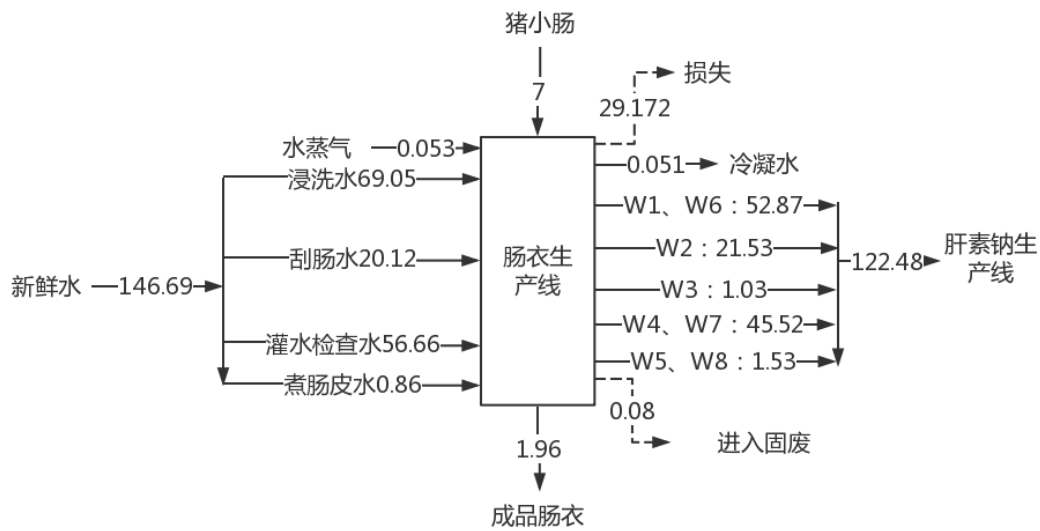 猪小肠
7
损失
29.172
水蒸气
0.053
0.051
冷凝水
浸洗水69.05
W1、W6：52.87
刮肠水20.12
肠衣生
产线
W2：21.53
肝素钠生
产线
新鲜水
146.69
122.48
W3：1.03
灌水检查水56.66
W4、W7：45.52
煮肠皮水0.86
W5、W8：1.53
0.08
进入固废
1.96
成品肠衣